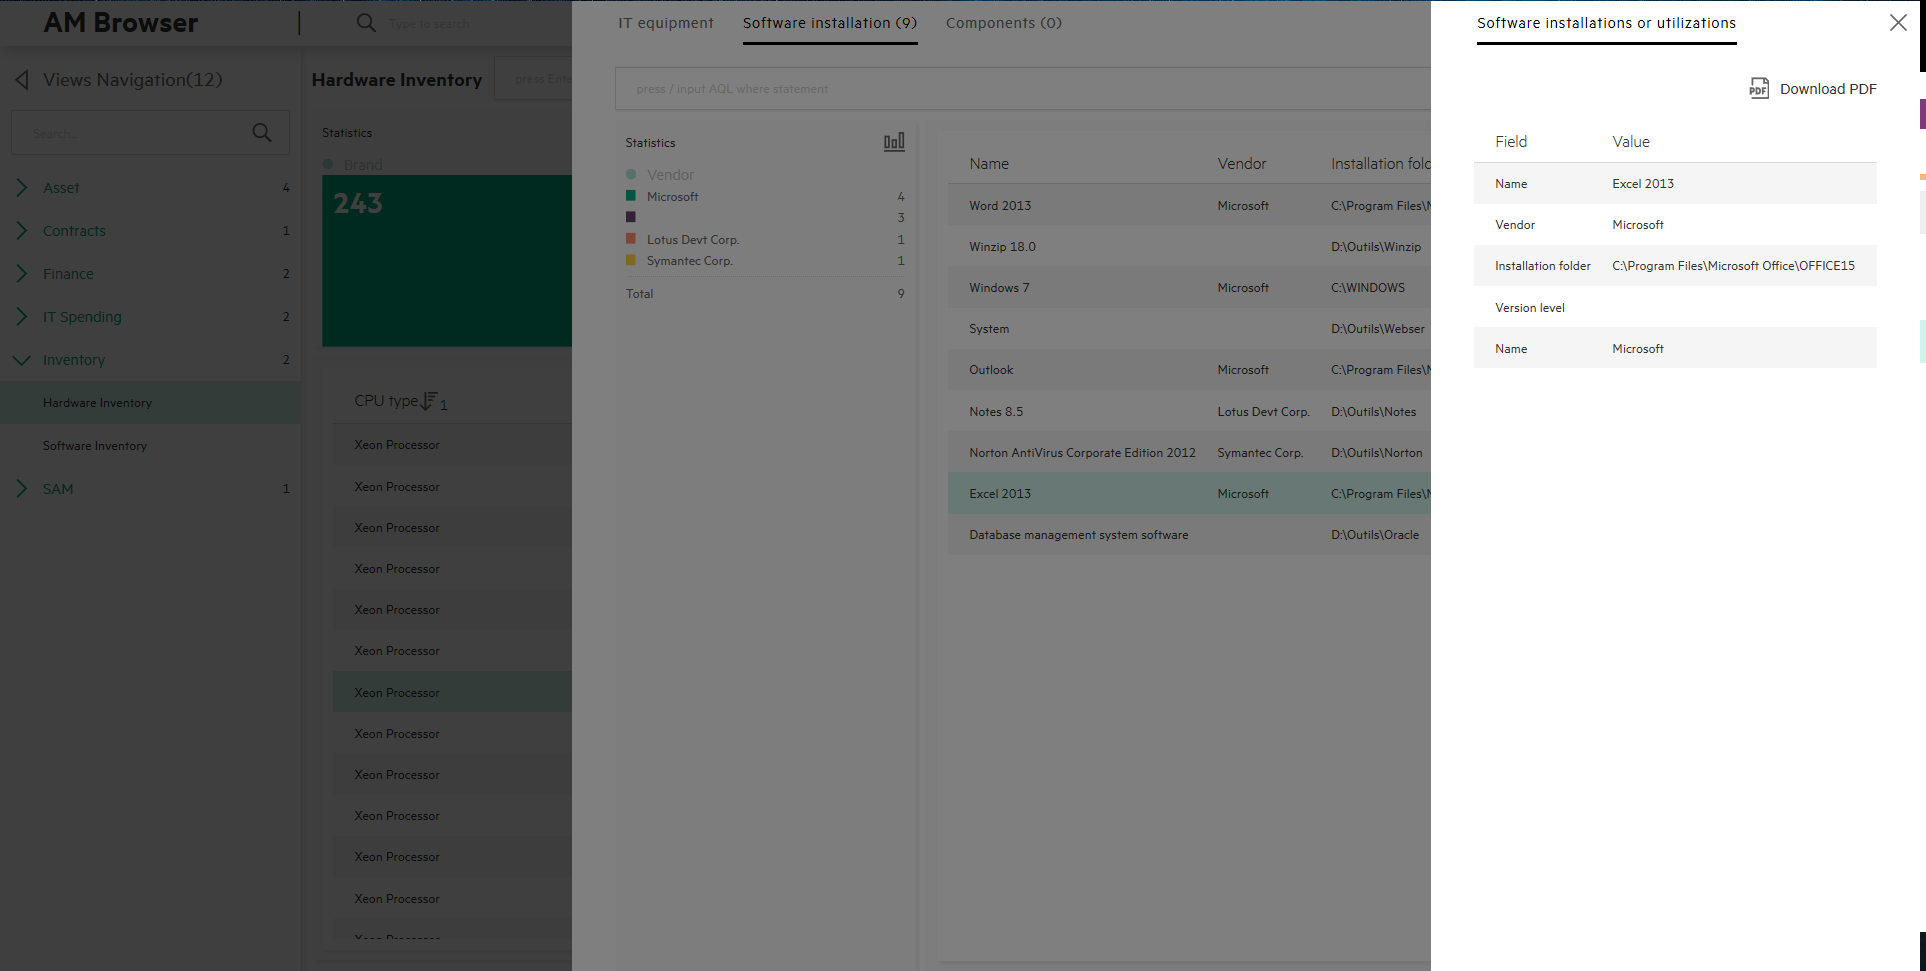 AM Browser
Type to search
Views Navigation(12)
Search...
Asset 4
Contracts 1
Finance 2
IT Spending 2
Inventory 2
Hardware Inventory
Software Inventory
SAM 1
Hardware Inventory
press Ente
Statistics
Brand
243
CPU type 1
Xeon Processor
Xeon Processor
Xeon Processor
Xeon Processor
Xeon Processor
Xeon Processor
Xeon Processor
Xeon Processor
Xeon Processor
Xeon Processor
Xeon Processor
Xeon Processor
Xeon Processor
IT equipment Software installation (9) Components (0)
press / input AQL where statement
Statistics
Vendor
Microsoft 4
3
Lotus Devt Corp. 1
Symantec Corp. 1
Total 9
Name Vendor Installation fold
Word 2013 Microsoft C:\Program Files\M
Winzip 18.0 D:\Outils\Winzip
Windows 7 Microsoft C:\WINDOWS
System D:\Outils\Webser
Outlook Microsoft C:\Program Files\M
Notes 8.5 Lotus Devt Corp. D:\Outils\Notes
Norton AntiVirus Corporate Edition 2012 Symantec Corp. D:\Outils\Norton
Excel 2013 Microsoft C:\Program Files\M
Database management system software D:\Outils\Oracle
Software installations or utilizations
PDF Download PDF
Field Value
Name Excel 2013
Vendor Microsoft
Installation folder C:\Program Files\Microsoft Office\OFFICE15
Version level
Name Microsoft